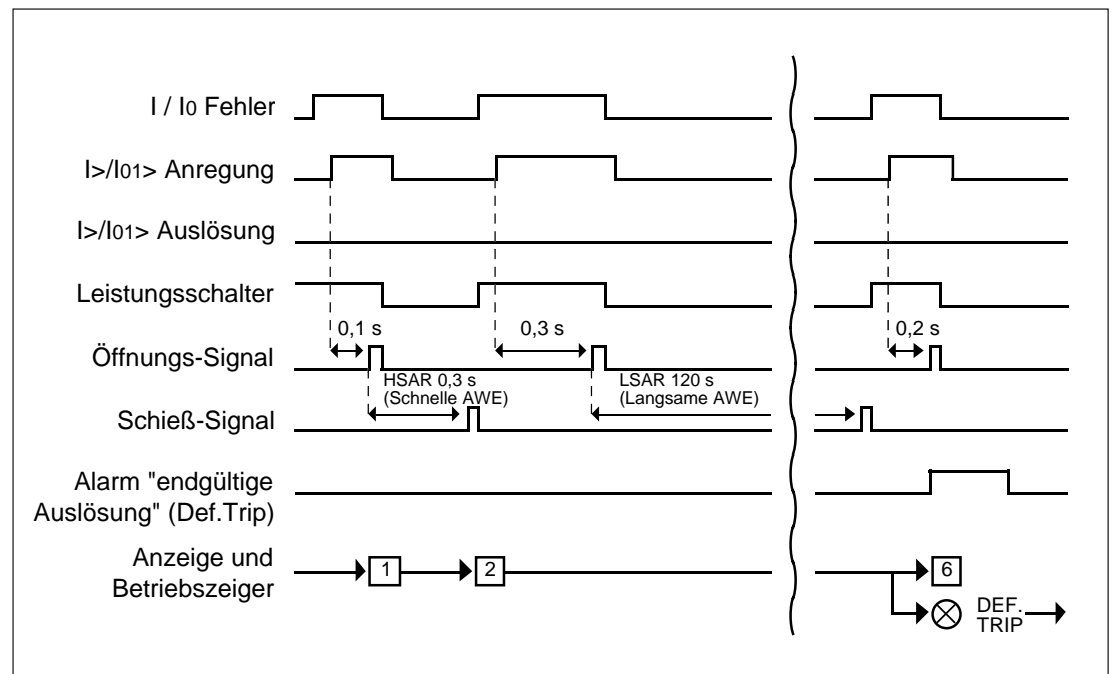 I / I0 Fehler
I>/I01> Anregung
I>/I01> Auslösung
Leistungsschalter
0,1 s
0,3 s
0,2 s
Öffnungs-Signal
HSAR 0,3 s
(Schnelle AWE)
LSAR 120 s
(Langsame AWE)
Schieß-Signal
Alarm "endgültige
Auslösung" (Def.Trip)
Anzeige und
Betriebszeiger
1
2
6
DEF.
TRIP